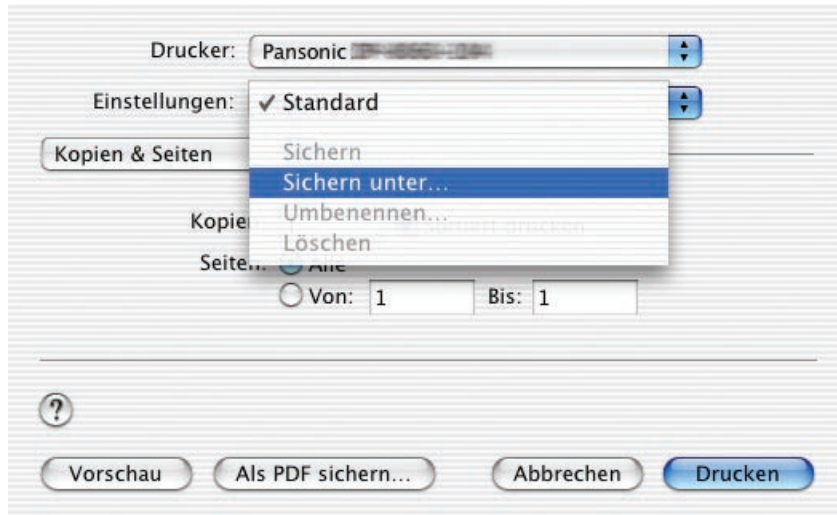 Drucker: Pansonic
Einstellungen: ✓ Standard
Sichern
Kopien & Seiten
Sichern unter...
Umbenennen...
Kopie
Löschen
Seiten: Alle
Von: 1 Bis: 1
?
Vorschau Als PDF sichern... Abbrechen Drucken